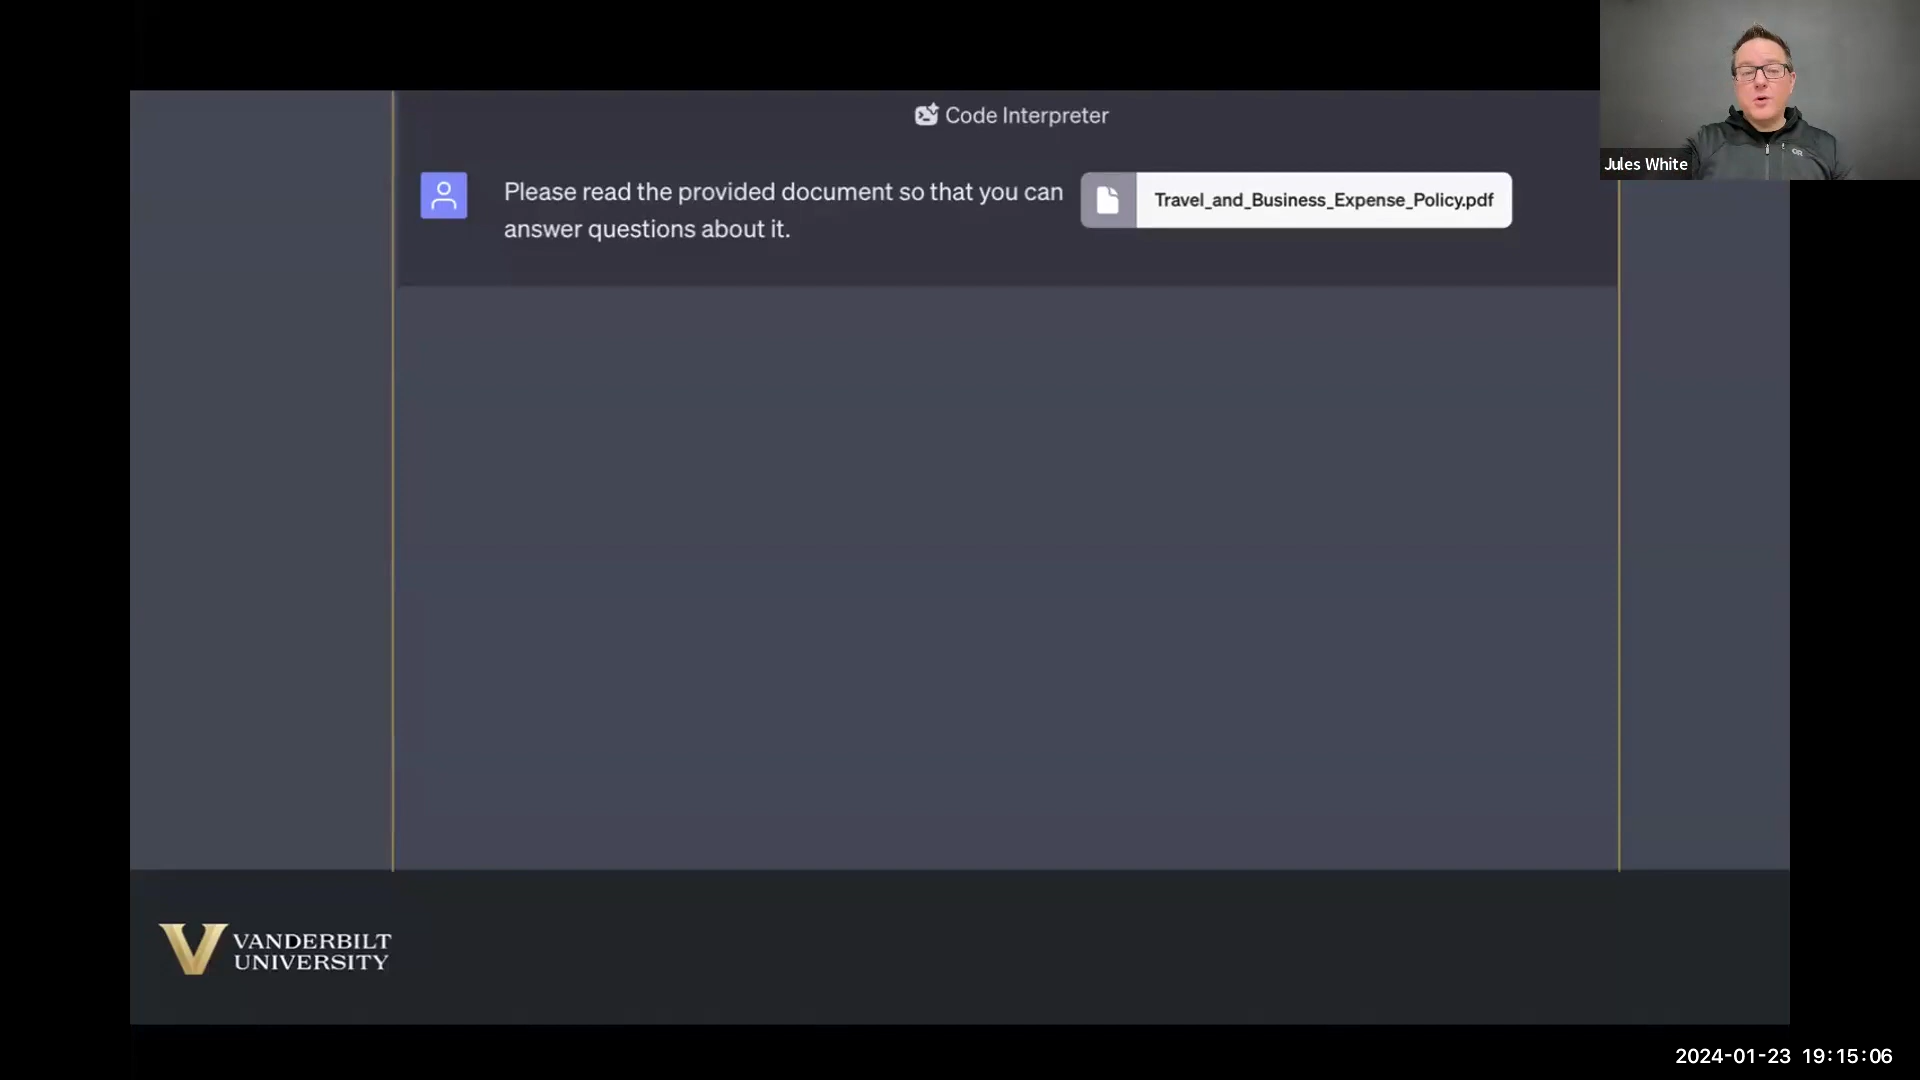 Code Interpreter
Please read the provided document so that you can
answer questions about it.
Travel_and_Business_Expense_Policy.pdf
Jules White
VANDERBILT
UNIVERSITY
2024-01-23 19:15:06